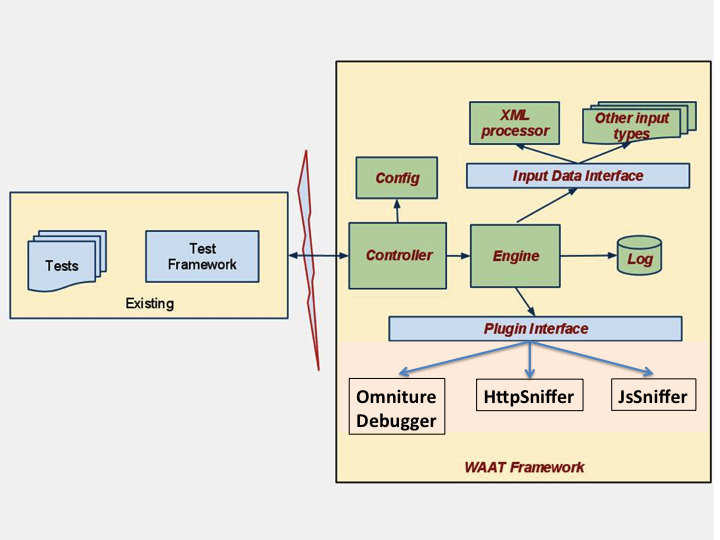 XML
processor
Other input
types
Config
Input Data Interface
Tests
Test
Framework
Existing
Controller
Engine
Log
Plugin Interface
Omniture
Debugger
HttpSniffer
JsSniffer
WAAT Framework